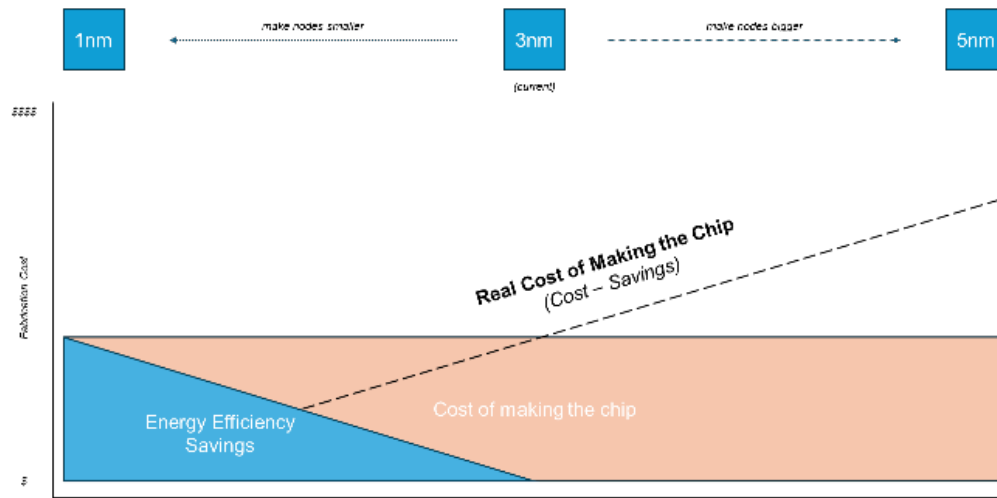 1nm
make nodes smaller
3nm
make nodes bigger
5nm
(current)
$$$$
Fabrication Cost
Real Cost of Making the Chip
(Cost – Savings)
Energy Efficiency
Savings
Cost of making the chip